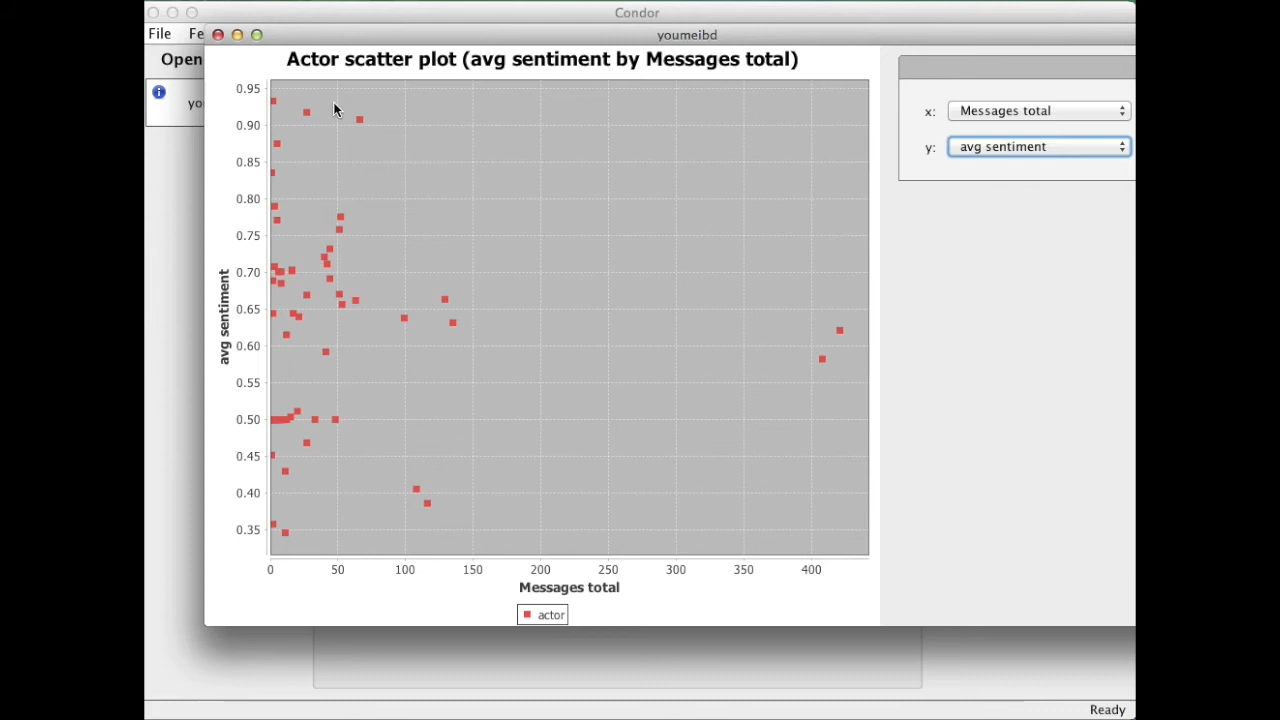 Condor
File Fe
youmeibd
Open
yo
Actor scatter plot (avg sentiment by Messages total)
x: Messages total
y: avg sentiment
avg sentiment
0.95
0.90
0.85
0.80
0.75
0.70
0.65
0.60
0.55
0.50
0.45
0.40
0.35
0 50 100 150 200 250 300 350 400
Messages total
actor
Ready